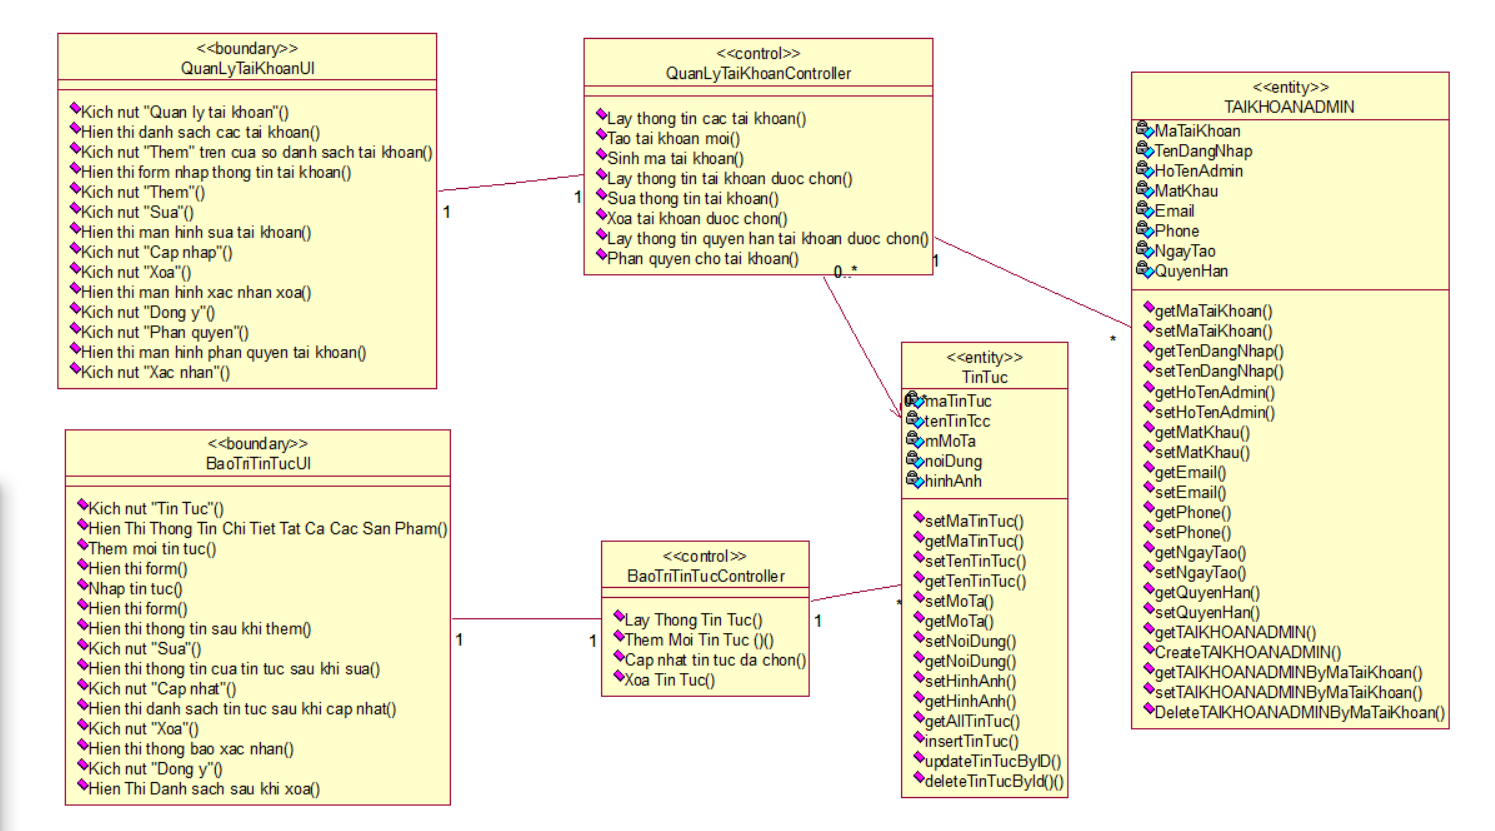 <<boundary>>
QuanLyTaiKhoanUI
Kich nut "Quan ly tai khoan"()
Hien thi danh sach cac tai khoan()
Kich nut "Them" tren cua so danh sach tai khoan()
Hien thi form nhap thong tin tai khoan()
Kich nut "Them"()
Kich nut "Sua"()
Hien thi man hinh sua tai khoan()
Kich nut "Cap nhap"()
Kich nut "Xoa"()
Hien thi man hinh xac nhan xoa()
Kich nut "Dong y"()
Kich nut "Phan quyen"()
Hien thi man hinh phan quyen tai khoan()
Kich nut "Xac nhan"()
1
1
<<control>>
QuanLyTaiKhoanController
Lay thong tin cac tai khoan()
Tao tai khoan moi()
Sinh ma tai khoan()
Lay thong tin tai khoan duoc chon()
Sua thong tin tai khoan()
Xoa tai khoan duoc chon()
Lay thong tin quyen han tai khoan duoc chon()
Phan quyen cho tai khoan()
0..*
1
*
<<entity>>
TAIKHOANADMIN
MaTaiKhoan
TenDangNhap
HoTenAdmin
MatKhau
Email
Phone
NgayTao
QuyenHan
getMaTaiKhoan()
setMaTaiKhoan()
getTenDangNhap()
setTenDangNhap()
getHoTenAdmin()
setHoTenAdmin()
getMatKhau()
setMatKhau()
getEmail()
setEmail()
getPhone()
setPhone()
getNgayTao()
setNgayTao()
getQuyenHan()
setQuyenHan()
getTAIKHOANADMIN()
CreateTAIKHOANADMIN()
getTAIKHOANADMINByMaTaiKhoan()
setTAIKHOANADMINByMaTaiKhoan()
DeleteTAIKHOANADMINByMaTaiKhoan()
<<boundary>>
BaoTriTinTucUI
Kich nut "Tin Tuc"()
Hien Thi Thong Tin Chi Tiet Tat Ca Cac San Pham()
Them moi tin tuc()
Hien thi form()
Nhap tin tuc()
Hien thi form()
Hien thi thong tin sau khi them()
Kich nut "Sua"()
Hien thi thong tin cua tin tuc sau khi sua()
Kich nut "Cap nhat"()
Hien thi danh sach tin tuc sau khi cap nhat()
Kich nut "Xoa"()
Hien thi thong bao xac nhan()
Kich nut "Dong y"()
Hien Thi Danh sach sau khi xoa()
1
1
<<control>>
BaoTriTinTucController
Lay Thong Tin Tuc()
Them Moi Tin Tuc ()()
Cap nhat tin tuc da chon()
Xoa Tin Tuc()
1
*
<<entity>>
TinTuc
maTinTuc
tenTinTcc
mMoTa
noiDung
hinhAnh
setMaTinTuc()
getMaTinTuc()
setTenTinTuc()
getTenTinTuc()
setMoTa()
getMoTa()
setNoiDung()
getNoiDung()
setHinhAnh()
getHinhAnh()
getAllTinTuc()
insertTinTuc()
updateTinTucByID()
deleteTinTucById()()